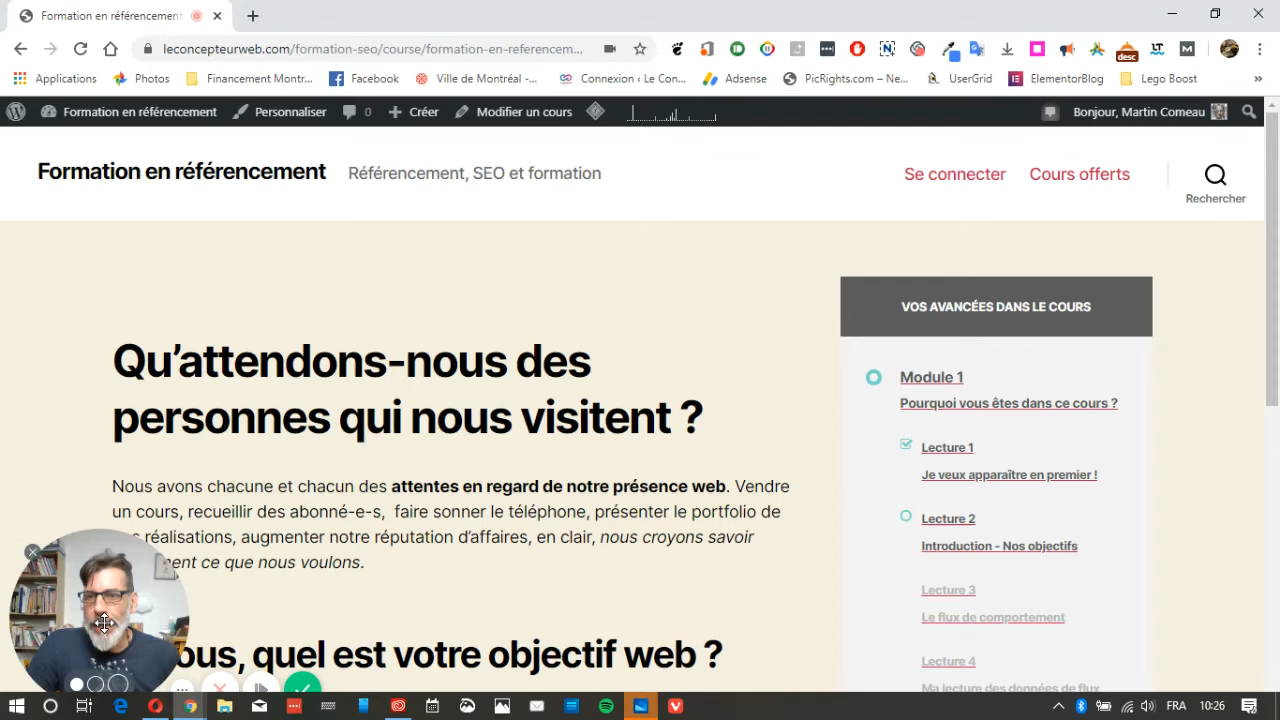 Formation en référencement
leconcepteurweb.com/formation-seo/course/formation-en-referencem...
Applications
Photos
Financement Montr...
Facebook
Ville de Montréal -...
Connexion ‹ Le Con...
Adsense
PicRights.com – Ne...
UserGrid
ElementorBlog
Lego Boost
»
desc
Formation en référencement
Personnaliser
0
Créer
Modifier un cours
Bonjour, Martin Comeau
Formation en référencement
Référencement, SEO et formation
Se connecter
Cours offerts
Rechercher
VOS AVANCÉES DANS LE COURS
Qu’attendons-nous des
personnes qui nous visitent ?
Nous avons chacune et chacun des attentes en regard de notre présence web. Vendre
un cours, recueillir des abonné-e-s, faire sonner le téléphone, présenter le portfolio de
réalisations, augmenter notre réputation d’affaires, en clair, nous croyons savoir
ce que nous voulons.
quel est votre objectif web ?
Module 1
Pourquoi vous êtes dans ce cours ?
Lecture 1
Je veux apparaître en premier !
Lecture 2
Introduction - Nos objectifs
Lecture 3
Le flux de comportement
Lecture 4
Ma lecture des données de flux
FRA
10:26